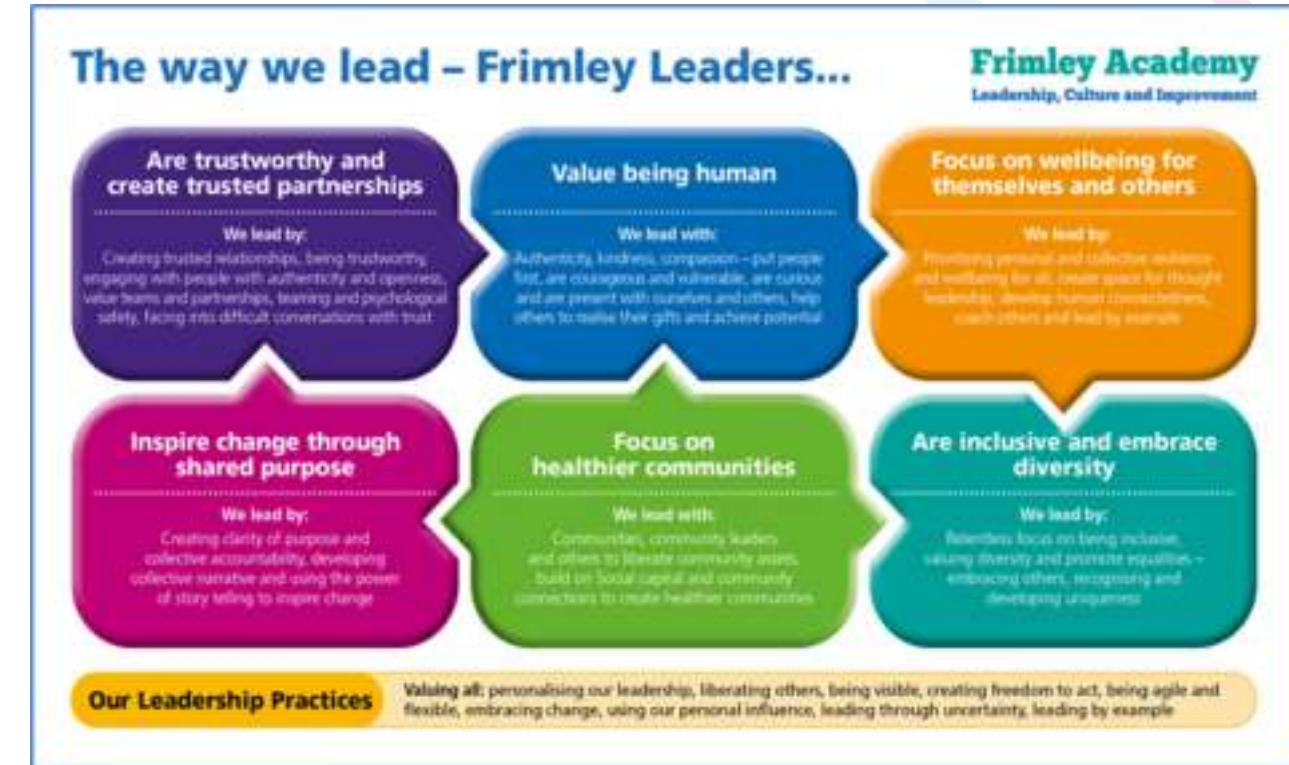 The way we lead – Frimley Leaders...
Frimley Academy
Leadership, Culture and Improvement
Are trustworthy and
create trusted partnerships
We lead by:
Creating trusted relationships, being trustworthy,
engaging with people with authenticity and openness,
value teams and partnerships, teaming and psychological
safety, facing into difficult conversations with trust
Value being human
We lead with:
Authenticity, kindness, compassion – put people
first, are courageous and vulnerable, are curious
and are present with ourselves and others, help
others to realise their gifts and achieve potential
Focus on wellbeing for
themselves and others
We lead by:
Prioritising personal and collective resilience
and wellbeing for all, create space for thought
leadership, develop human connectedness,
coach others and lead by example
Inspire change through
shared purpose
We lead by:
Creating clarity of purpose and
collective accountability, developing
collective narrative and using the power
of story telling to inspire change
Focus on
healthier communities
We lead with:
Communities, community leaders
and others to liberate community assets,
build on Social capital and community
connections to create healthier communities
Are inclusive and embrace
diversity
We lead by:
Relentless focus on being inclusive,
valuing diversity and promote equalities –
embracing others, recognising and
developing uniqueness
Our Leadership Practices
Valuing all: personalising our leadership, liberating others, being visible, creating freedom to act, being agile and
flexible, embracing change, using our personal influence, leading through uncertainty, leading by example